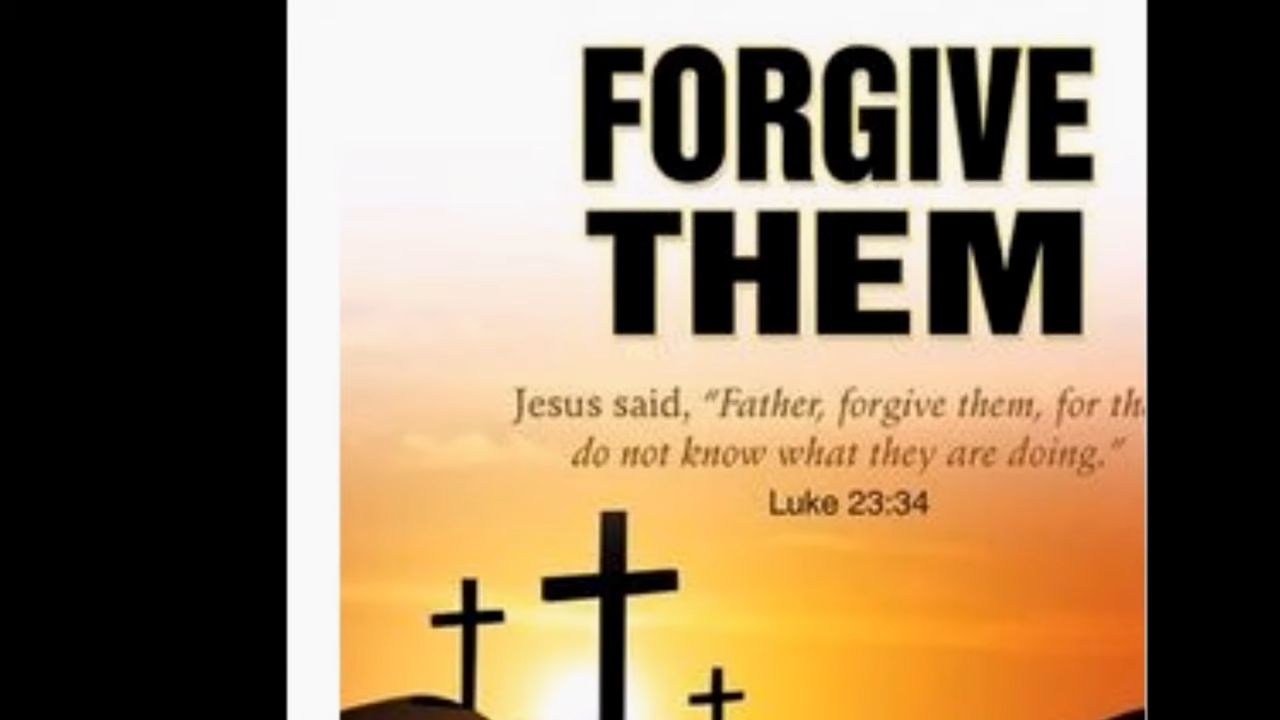 FORGIVE
THEM
Jesus said, “Father, forgive them, for
do not know what they are doing.”
Luke 23:34